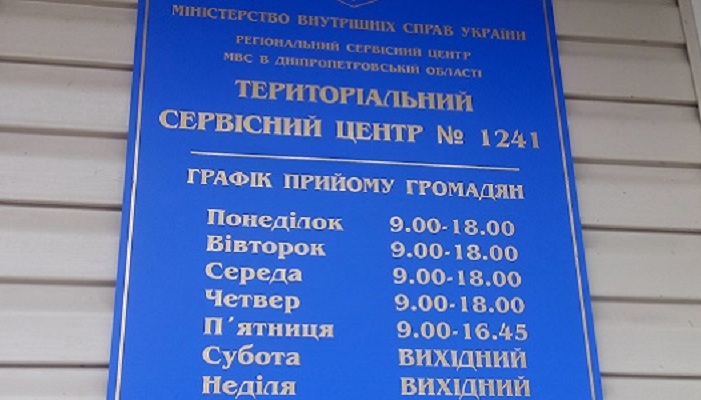 МІНІСТЕРСТВО ВНУТРІШНІХ СПРАВ УКРАЇНИ
РЕГІОНАЛЬНИЙ СЕРВІСНИЙ ЦЕНТР
МВС В ДНІПРОПЕТРОВСЬКІЙ ОБЛАСТІ
ТЕРИТОРІАЛЬНИЙ
СЕРВІСНИЙ ЦЕНТР № 1241
ГРАФІК ПРИЙОМУ ГРОМАДЯН
Понеділок 9.00-18.00
Вівторок 9.00-18.00
Середа 9.00-18.00
Четвер 9.00-18.00
П´ятниця 9.00-16.45
Субота ВИХІДНИЙ
Неділя ВИХІДНИЙ